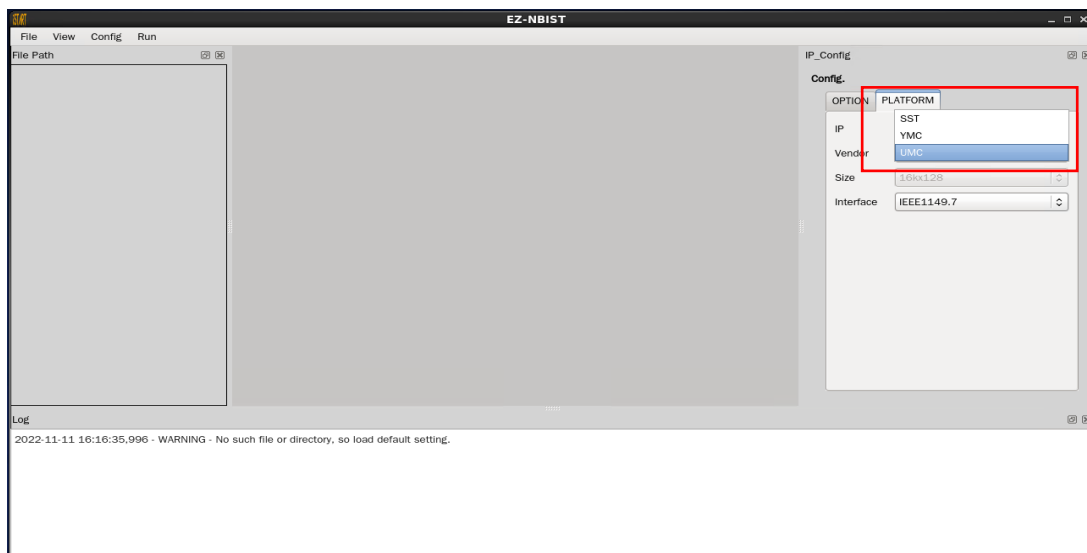 iSTART
EZ-NBIST
File View Config Run
File Path
IP_Config
Config.
OPTION PLATFORM
IP
SST
YMC
Vendor
UMC
Size 16kx128
Interface IEEE1149.7
Log
2022-11-11 16:16:35,996 - WARNING - No such file or directory, so load default setting.